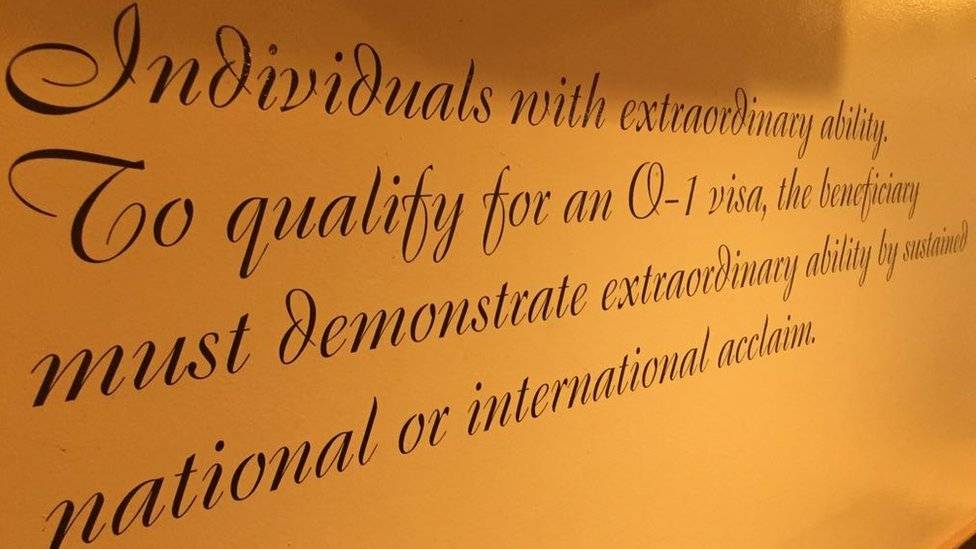 Individuals with extraordinary ability.
To qualify for an O-1 visa, the beneficiary
must demonstrate extraordinary ability by sustained
national or international acclaim.